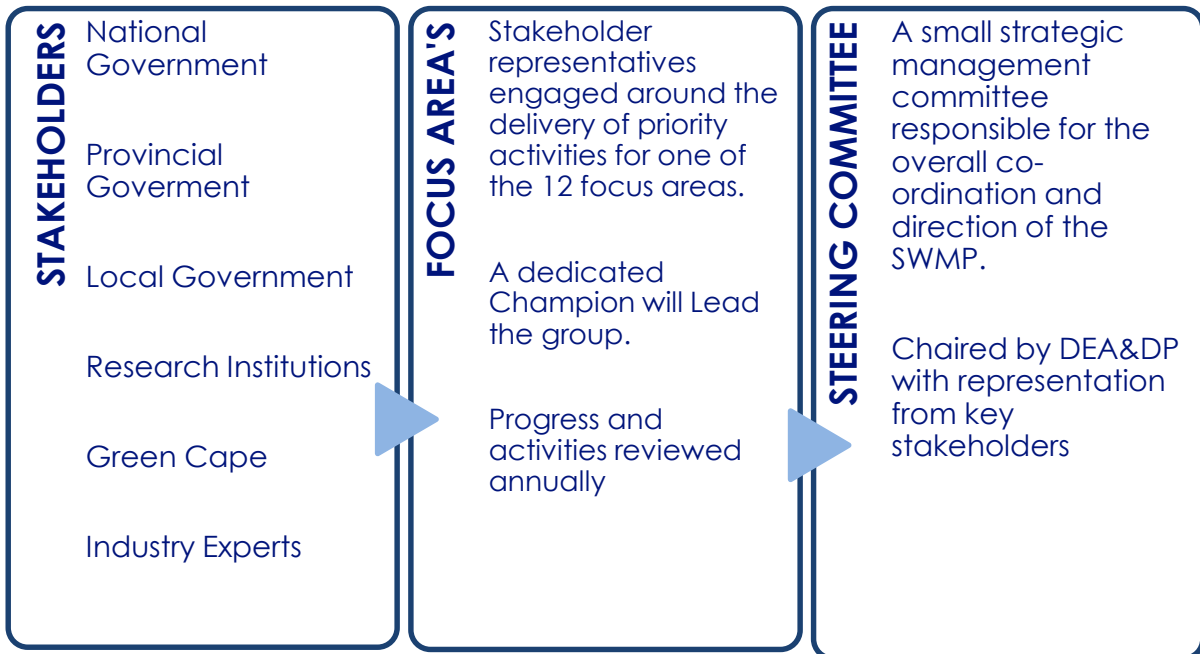 STAKEHOLDERS
National
Government
Provincial
Goverment
Local Government
Research Institutions
Green Cape
Industry Experts
FOCUS AREA'S
Stakeholder
representatives
engaged around the
delivery of priority
activities for one of
the 12 focus areas.
A dedicated
Champion will Lead
the group.
Progress and
activities reviewed
annually
STEERING COMMITTEE
A small strategic
management
committee
responsible for the
overall co-
ordination and
direction of the
SWMP.
Chaired by DEA&DP
with representation
from key
stakeholders